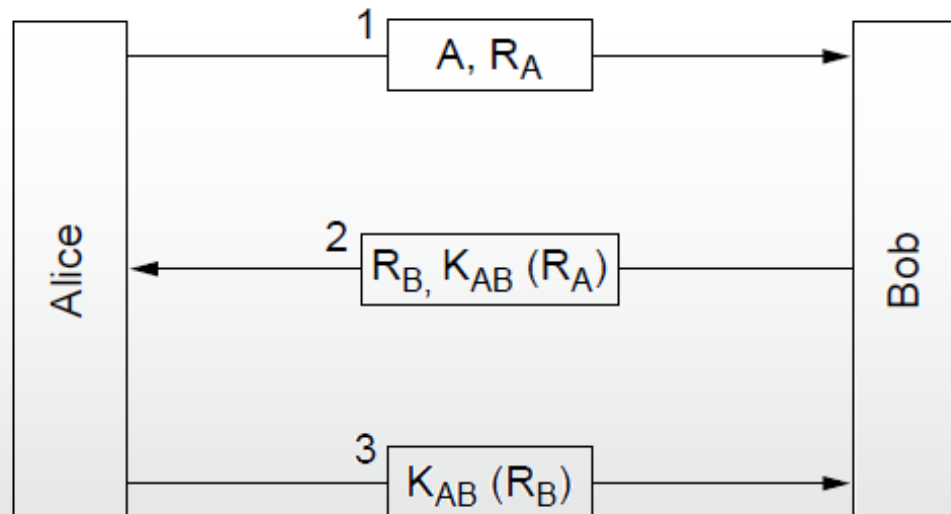 1
A, R_A
Alice
2
R_B, K_AB (R_A)
Bob
3
K_AB (R_B)